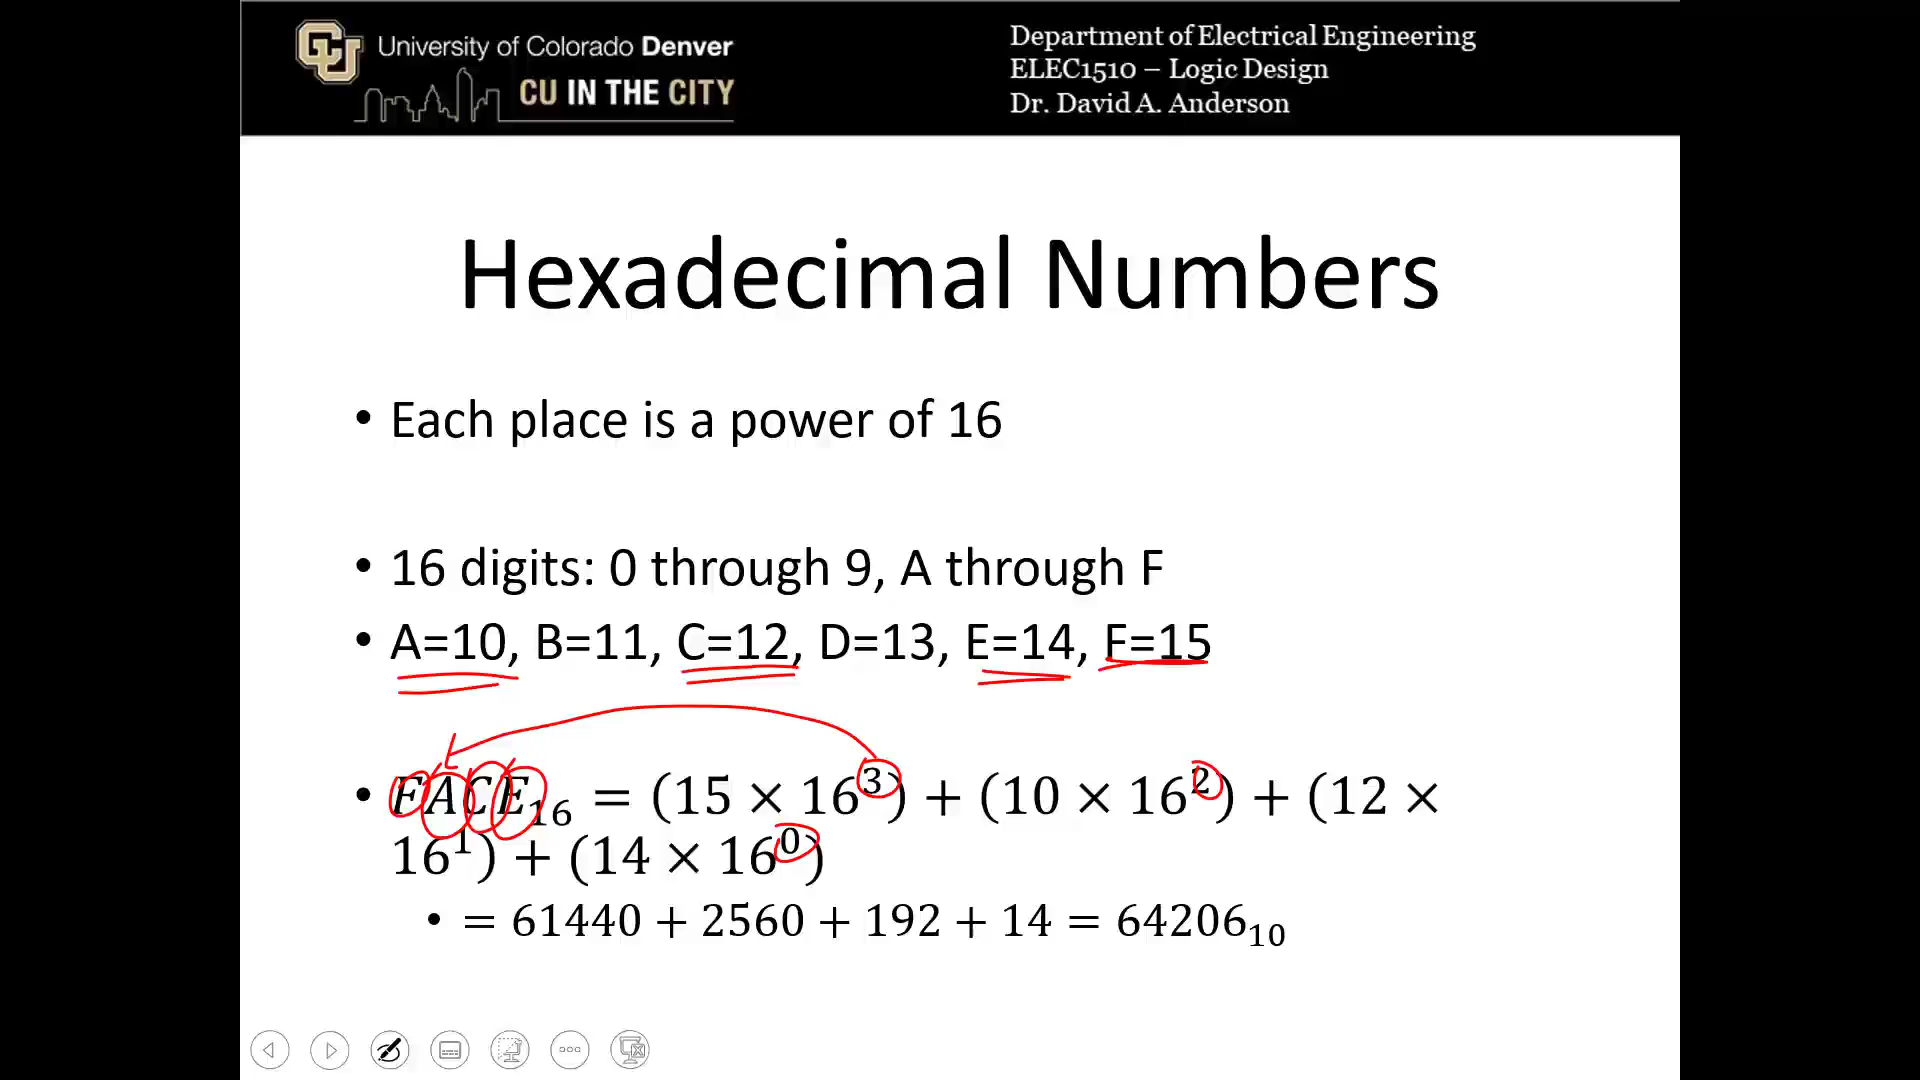 University of Colorado Denver
CU IN THE CITY
Department of Electrical Engineering
ELEC1510 – Logic Design
Dr. David A. Anderson
Hexadecimal Numbers
• Each place is a power of 16
• 16 digits: 0 through 9, A through F
• A=10, B=11, C=12, D=13, E=14, F=15
• FACE₁₆ = (15 × 16³) + (10 × 16²) + (12 ×
16¹) + (14 × 16⁰)
• = 61440 + 2560 + 192 + 14 = 64206₁₀